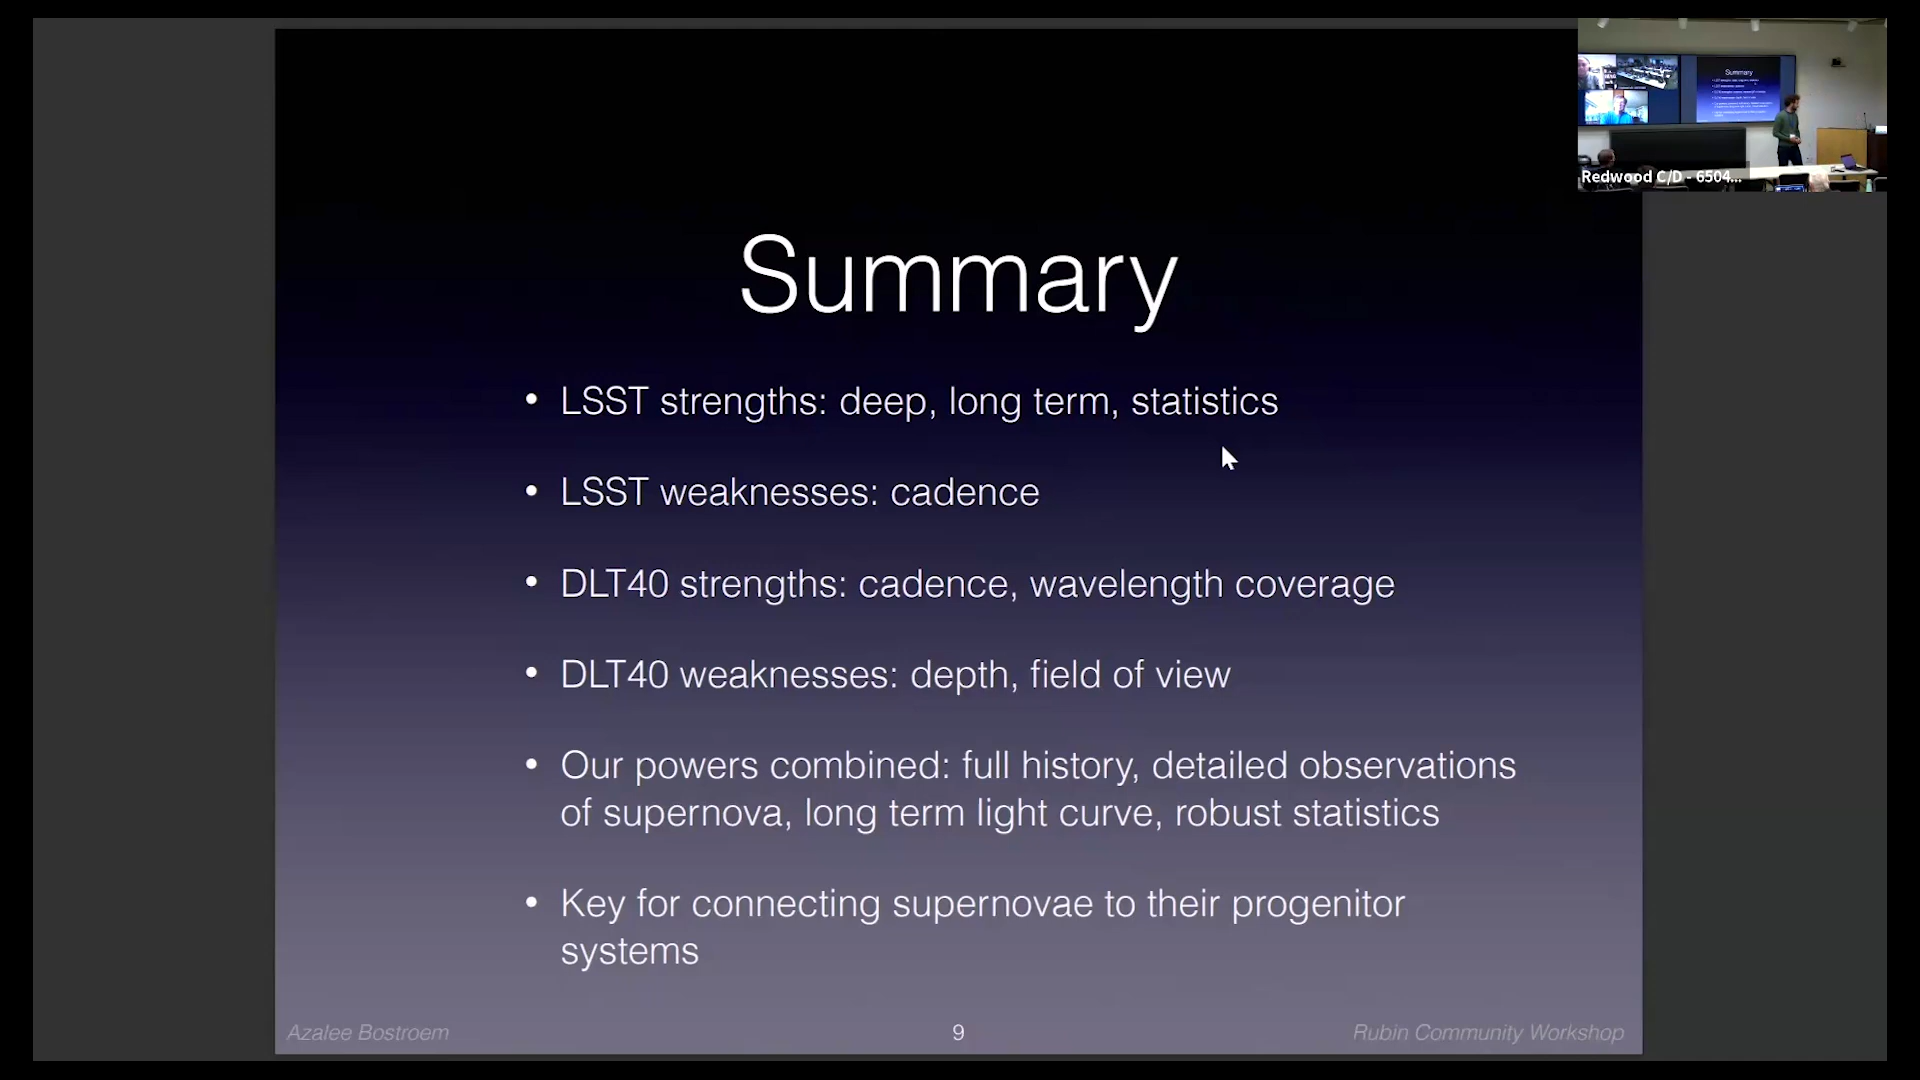 Summary
• LSST strengths: deep, long term, statistics
• LSST weaknesses: cadence
• DLT40 strengths: cadence, wavelength coverage
• DLT40 weaknesses: depth, field of view
• Our powers combined: full history, detailed observations
of supernova, long term light curve, robust statistics
• Key for connecting supernovae to their progenitor
systems
Azalee Bostroem
9
Rubin Community Workshop
Summary
Redwood C/D - 6504...